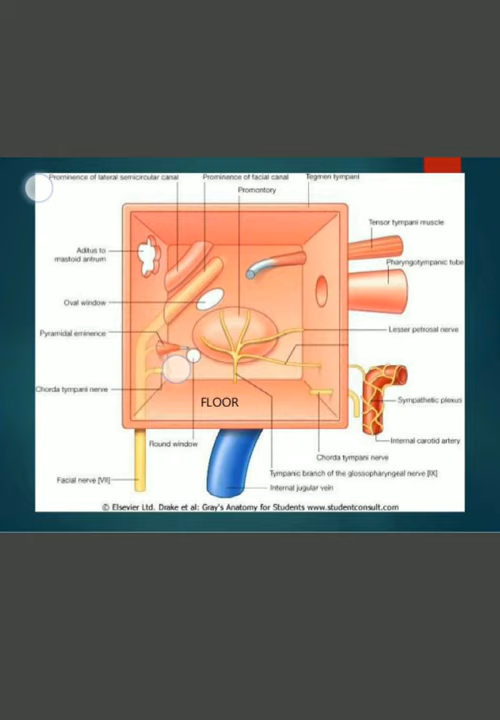 Prominence of lateral semicircular canal
Prominence of facial canal
Tegmen tympani
Promontory
Tensor tympani muscle
Aditus to
mastoid antrum
Pharyngotympanic tube
Oval window
Pyramidal eminence
Lesser petrosal nerve
Chorda tympani nerve
FLOOR
Sympathetic plexus
Round window
Internal carotid artery
Chorda tympani nerve
Facial nerve [VII]
Tympanic branch of the glossopharyngeal nerve [IX]
Internal jugular vein
© Elsevier Ltd. Drake et al: Gray's Anatomy for Students www.studentconsult.com